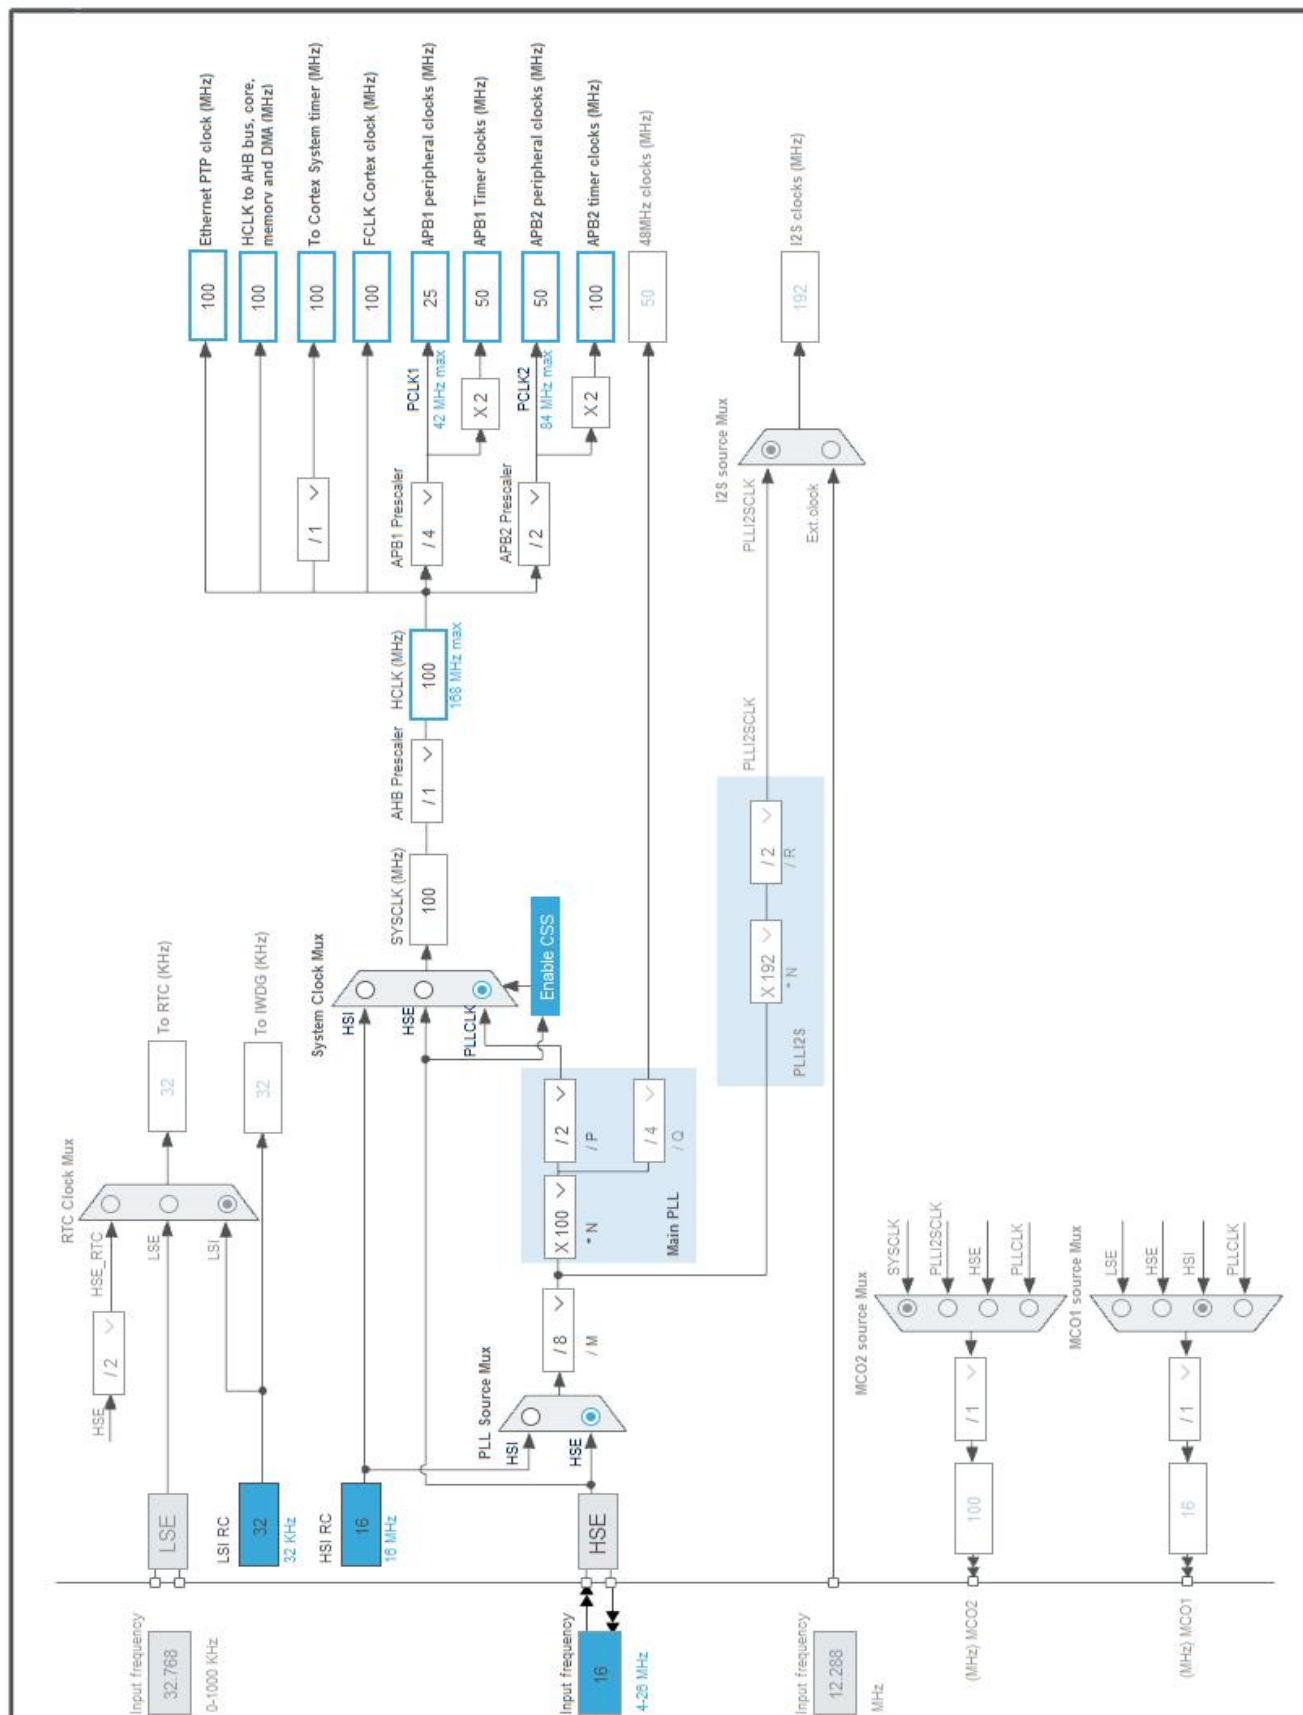 Input frequency
32.768
0-1000 KHz
LSE
HSE
/ 2
HSE_RTC
LSE
LSI
RTC Clock Mux
32
To RTC (KHz)
LSI RC
32
32 KHz
32
To IWDG (KHz)
HSI RC
16
16 MHz
Input frequency
16
4-26 MHz
HSE
PLL Source Mux
HSI
HSE
/ 8
/ M
X 100
* N
/ 2
/ P
/ 4
/ Q
Main PLL
System Clock Mux
HSI
HSE
PLLCLK
Enable CSS
SYSCLK (MHz)
100
AHB Prescaler
/ 1
HCLK (MHz)
100
168 MHz max
100
Ethernet PTP clock (MHz)
100
HCLK to AHB bus, core,
memory and DMA (MHz)
/ 1
100
To Cortex System timer (MHz)
100
FCLK Cortex clock (MHz)
APB1 Prescaler
/ 4
PCLK1
42 MHz max
25
APB1 peripheral clocks (MHz)
X 2
50
APB1 Timer clocks (MHz)
APB2 Prescaler
/ 2
PCLK2
84 MHz max
50
APB2 peripheral clocks (MHz)
X 2
100
APB2 timer clocks (MHz)
50
48MHz clocks (MHz)
PLLI2S
X 192
* N
/ 2
/ R
PLLI2SCLK
PLLI2SCLK
Ext.clock
I2S source Mux
192
I2S clocks (MHz)
Input frequency
12.288
MHz
MCO2 source Mux
SYSCLK
PLLI2SCLK
HSE
PLLCLK
/ 1
100
(MHz) MCO2
MCO1 source Mux
LSE
HSE
HSI
PLLCLK
/ 1
16
(MHz) MCO1